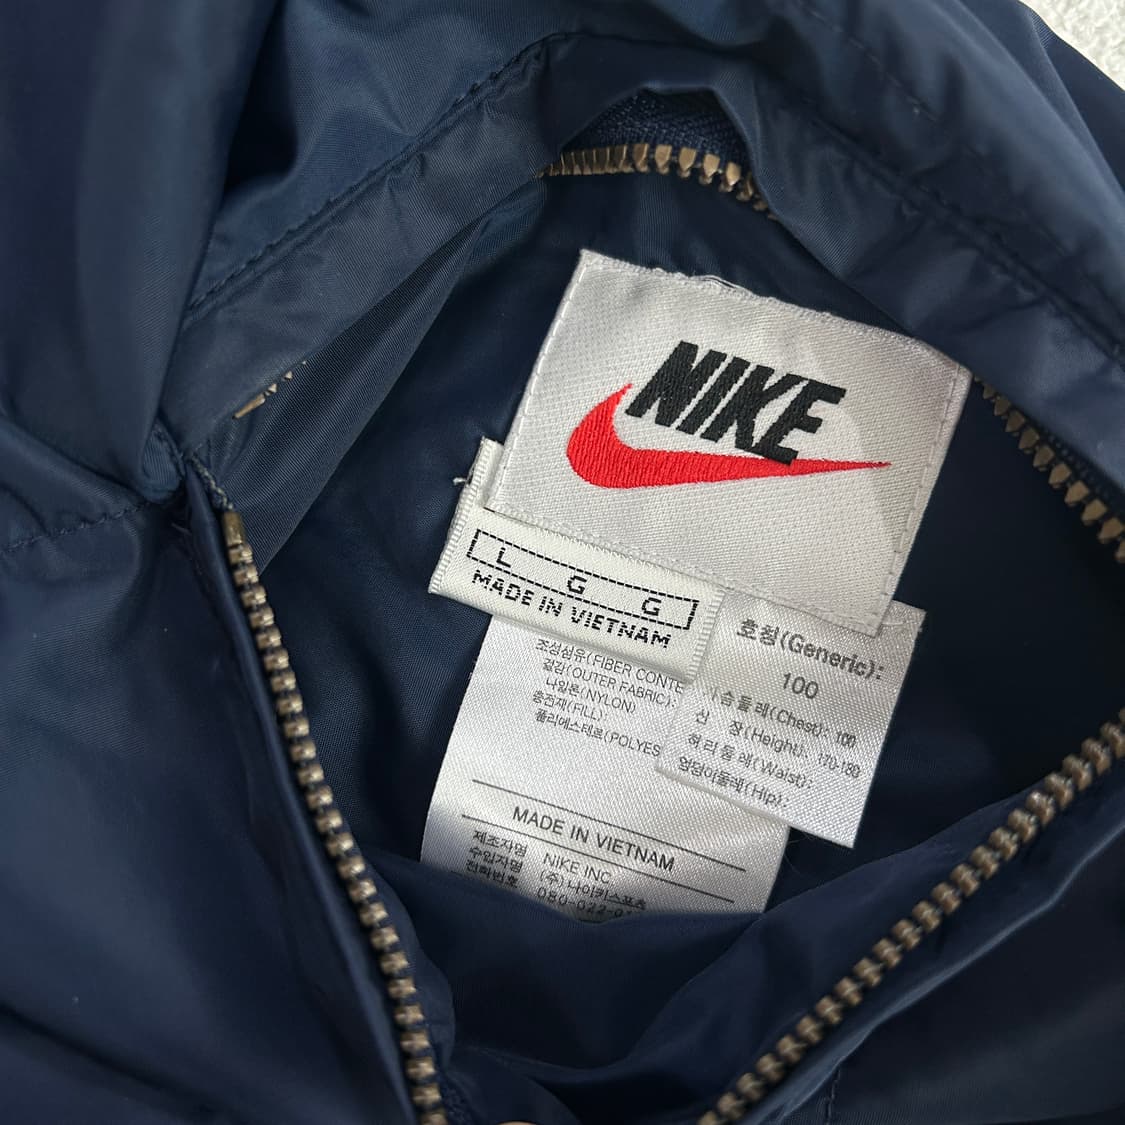 NIKE
L G G
MADE IN VIETNAM
호칭(Generic):
100
가슴둘레(Chest): 100
신 장(Height): 170-180
허리둘레(Waist):
엉덩이둘레(Hip):
조성섬유(FIBER CONTE
겉감(OUTER FABRIC):
나일론(NYLON)
충전재(FILL):
폴리에스테르(POLYES
MADE IN VIETNAM
제조자명 NIKE INC
수입자명 (주)나이키스포츠
전화번호 080-022-0